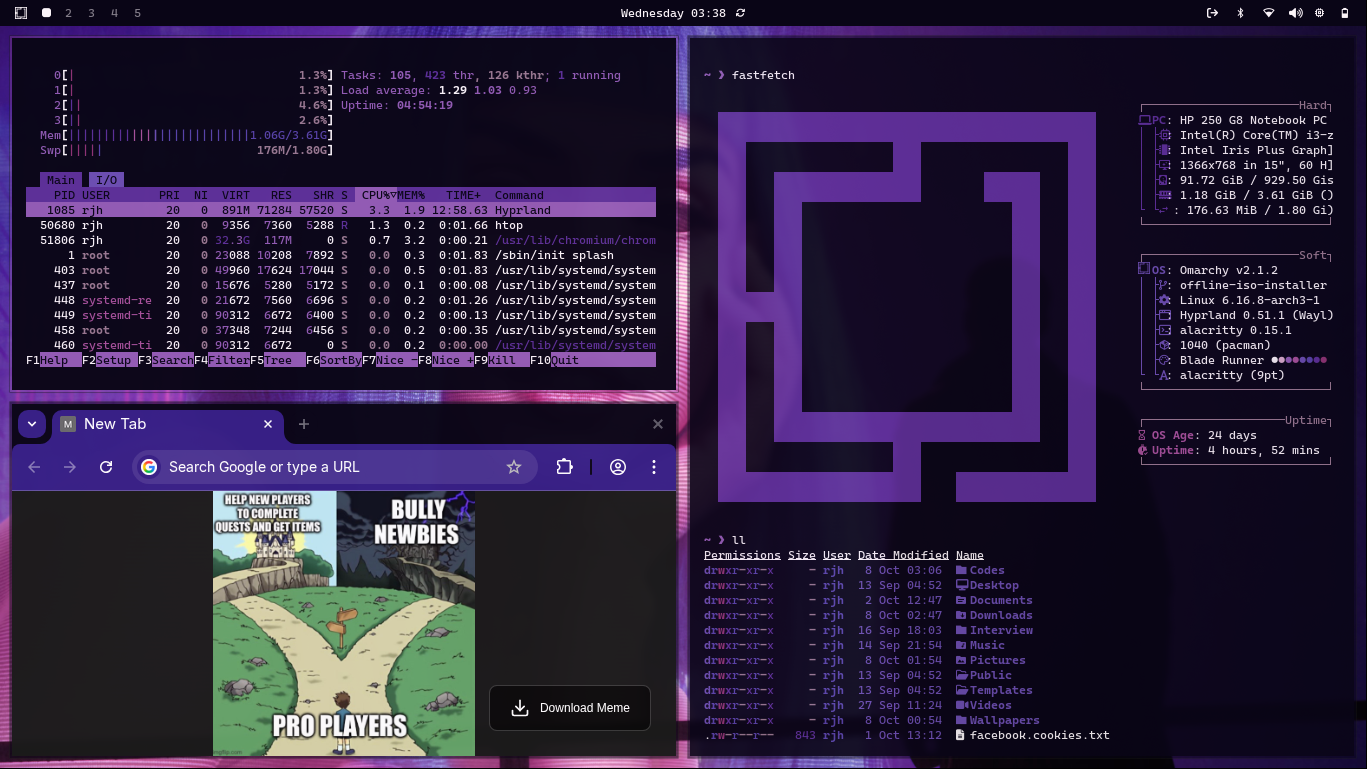 2 3 4 5
Wednesday 03:38
0[| 1.3%] Tasks: 105, 423 thr, 126 kthr; 1 running
1[| 1.3%] Load average: 1.29 1.03 0.93
2[|| 4.6%] Uptime: 04:54:19
3[|| 2.6%]
Mem[||||||||||||||||||||||||||1.06G/3.61G]
Swp[||||| 176M/1.80G]
Main I/O
PID USER PRI NI VIRT RES SHR S CPU%▽MEM% TIME+ Command
1085 rjh 20 0 891M 71284 57520 S 3.3 1.9 12:58.63 Hyprland
50680 rjh 20 0 9356 7360 5288 R 1.3 0.2 0:01.66 htop
51806 rjh 20 0 32.3G 117M 0 S 0.7 3.2 0:00.21 /usr/lib/chromium/chrom
1 root 20 0 23088 10208 7892 S 0.0 0.3 0:01.83 /sbin/init splash
403 root 20 0 49960 17624 17044 S 0.0 0.5 0:01.83 /usr/lib/systemd/system
437 root 20 0 15676 5280 5172 S 0.0 0.1 0:00.08 /usr/lib/systemd/system
448 systemd-re 20 0 21672 7560 6696 S 0.0 0.2 0:01.26 /usr/lib/systemd/system
449 systemd-ti 20 0 90312 6672 6400 S 0.0 0.2 0:00.13 /usr/lib/systemd/system
458 root 20 0 37348 7244 6456 S 0.0 0.2 0:00.35 /usr/lib/systemd/system
460 systemd-ti 20 0 90312 6672 0 S 0.0 0.2 0:00.00 /usr/lib/systemd/system
F1Help F2Setup F3SearchF4FilterF5Tree F6SortByF7Nice -F8Nice +F9Kill F10Quit
M New Tab
Search Google or type a URL
HELP NEW PLAYERS
TO COMPLETE
QUESTS AND GET ITEMS
BULLY
NEWBIES
PRO PLAYERS
imgflip.com
Download Meme
~ ❯ fastfetch
Hard
PC: HP 250 G8 Notebook PC
: Intel(R) Core(TM) i3-z
: Intel Iris Plus Graph]
: 1366x768 in 15", 60 H]
: 91.72 GiB / 929.50 Gis
: 1.18 GiB / 3.61 GiB ()
: 176.63 MiB / 1.80 Gi)
Soft
OS: Omarchy v2.1.2
: offline-iso-installer
: Linux 6.16.8-arch3-1
: Hyprland 0.51.1 (Wayl)
: alacritty 0.15.1
: 1040 (pacman)
: Blade Runner
: alacritty (9pt)
Uptime
OS Age: 24 days
Uptime: 4 hours, 52 mins
~ ❯ ll
Permissions Size User Date Modified Name
drwxr-xr-x - rjh 8 Oct 03:06 Codes
drwxr-xr-x - rjh 13 Sep 04:52 Desktop
drwxr-xr-x - rjh 2 Oct 12:47 Documents
drwxr-xr-x - rjh 8 Oct 02:47 Downloads
drwxr-xr-x - rjh 16 Sep 18:03 Interview
drwxr-xr-x - rjh 14 Sep 21:54 Music
drwxr-xr-x - rjh 8 Oct 01:54 Pictures
drwxr-xr-x - rjh 13 Sep 04:52 Public
drwxr-xr-x - rjh 13 Sep 04:52 Templates
drwxr-xr-x - rjh 27 Sep 11:24 Videos
drwxr-xr-x - rjh 8 Oct 00:54 Wallpapers
.rw-r--r-- 843 rjh 1 Oct 13:12 facebook.cookies.txt